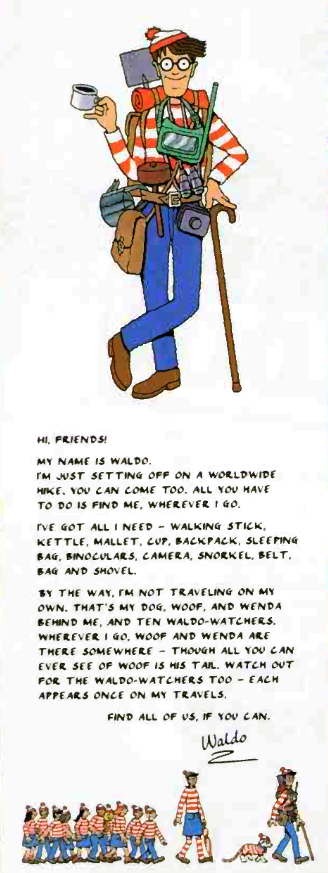 HI, FRIENDS!
MY NAME IS WALDO.
I'M JUST SETTING OFF ON A WORLDWIDE
HIKE. YOU CAN COME TOO. ALL YOU HAVE
TO DO IS FIND ME, WHEREVER I GO.
I'VE GOT ALL I NEED – WALKING STICK,
KETTLE, MALLET, CUP, BACKPACK, SLEEPING
BAG, BINOCULARS, CAMERA, SNORKEL, BELT,
BAG AND SHOVEL.
BY THE WAY, I'M NOT TRAVELING ON MY
OWN. THAT'S MY DOG, WOOF, AND WENDA
BEHIND ME, AND TEN WALDO-WATCHERS.
WHEREVER I GO, WOOF AND WENDA ARE
THERE SOMEWHERE – THOUGH ALL YOU CAN
EVER SEE OF WOOF IS HIS TAIL. WATCH OUT
FOR THE WALDO-WATCHERS TOO – EACH
APPEARS ONCE ON MY TRAVELS.
FIND ALL OF US, IF YOU CAN.
Waldo